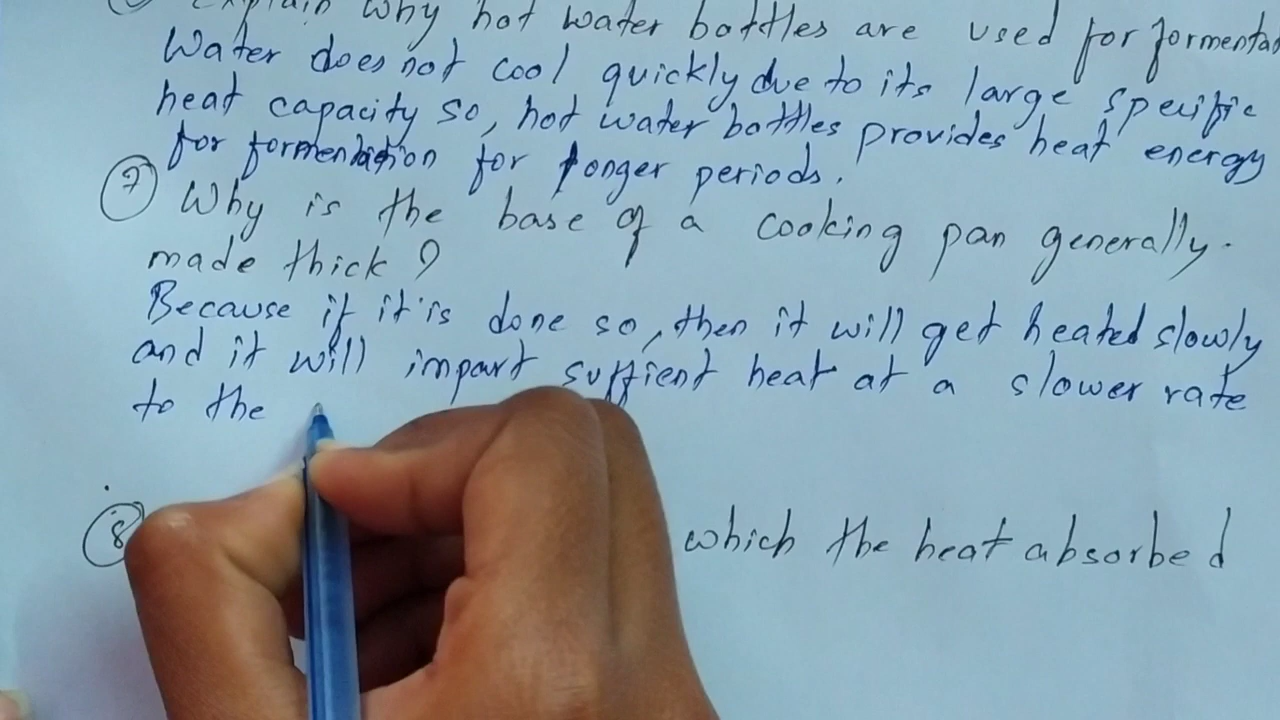 Explain why hot water bottles are used for formentat
Water does not cool quickly due to its large specific
heat capacity so, hot water bottles provides heat energy
for formentation for longer periods.
7 Why is the base of a cooking pan generally.
made thick ?
Because if it is done so, then it will get heated slowly
and it will impart suffient heat at a slower rate
to the
8 which the heat absorbed